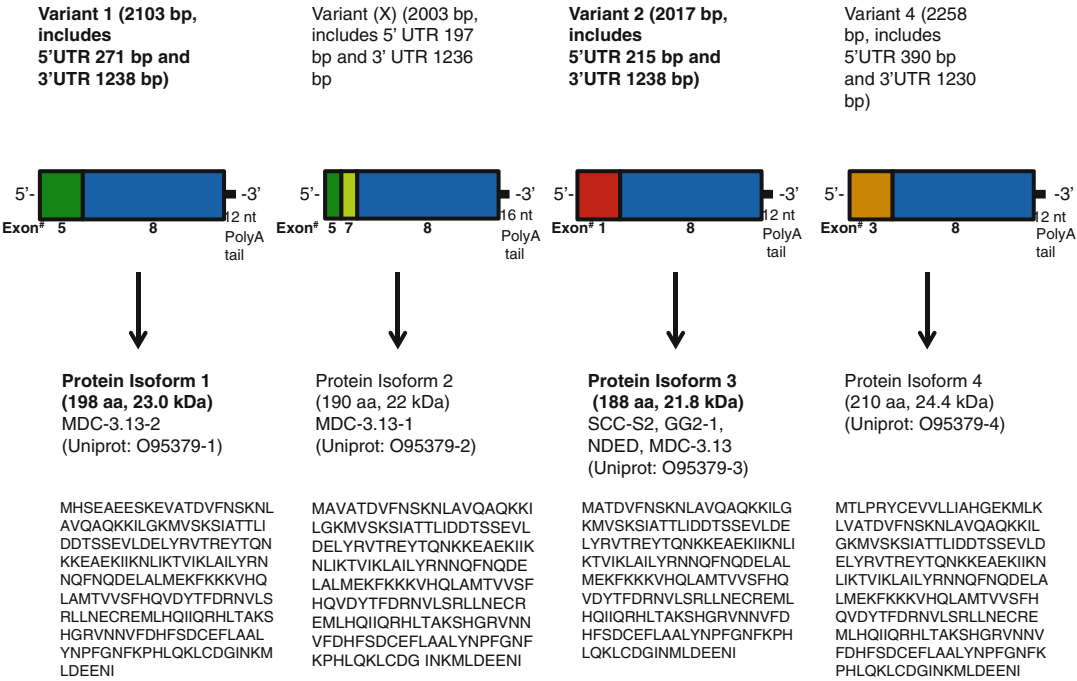 Variant 1 (2103 bp,
includes
5'UTR 271 bp and
3'UTR 1238 bp)
Variant (X) (2003 bp,
includes 5' UTR 197
bp and 3' UTR 1236
bp
Variant 2 (2017 bp,
includes
5'UTR 215 bp and
3'UTR 1238 bp)
Variant 4 (2258
bp, includes
5'UTR 390 bp
and 3'UTR 1230
bp)
5'- -3'
Exon# 5 8
12 nt
PolyA
tail
5'- -3'
Exon# 5 7 8
16 nt
PolyA
tail
5'- -3'
Exon# 1 8
12 nt
PolyA
tail
5'- -3'
Exon# 3 8
12 nt
PolyA
tail
Protein Isoform 1
(198 aa, 23.0 kDa)
MDC-3.13-2
(Uniprot: O95379-1)
Protein Isoform 2
(190 aa, 22 kDa)
MDC-3.13-1
(Uniprot: O95379-2)
Protein Isoform 3
(188 aa, 21.8 kDa)
SCC-S2, GG2-1,
NDED, MDC-3.13
(Uniprot: O95379-3)
Protein Isoform 4
(210 aa, 24.4 kDa)
(Uniprot: O95379-4)
MHSEAEESKEVATDVFNSKNL
AVQAQKKILGKMVSKSIATTLI
DDTSSEVLDELYRVTREYTQN
KKEAEKIIKNLIKTVIKLAILYRN
NQFNQDELALMEKFKKKVHQ
LAMTVVSFHQVDYTFDRNVLS
RLLNECREMLHQIIQRHLTAKS
HGRVNNVFDHFSDCEFLAAL
YNPFGNFKPHLQKLCDGINKM
LDEENI
MAVATDVFNSKNLAVQAQKKI
LGKMVSKSIATTLIDDTSSEVL
DELYRVTREYTQNKKEAEKIIK
NLIKTVIKLAILYRNNQFNQDE
LALMEKFKKKVHQLAMTVVSF
HQVDYTFDRNVLSRLLNECR
EMLHQIIQRHLTAKSHGRVNN
VFDHFSDCEFLAALYNPFGNF
KPHLQKLCDG INKMLDEENI
MATDVFNSKNLAVQAQKKILG
KMVSKSIATTLIDDTSSEVLDE
LYRVTREYTQNKKEAEKIIKNLI
KTVIKLAILYRNNQFNQDELAL
MEKFKKKVHQLAMTVVSFHQ
VDYTFDRNVLSRLLNECREML
HQIIQRHLTAKSHGRVNNVFD
HFSDCEFLAALYNPFGNFKPH
LQKLCDGINMLDEENI
MTLPRYCEVVLLIAHGEKMLK
LVATDVFNSKNLAVQAQKKIL
GKMVSKSIATTLIDDTSSEVLD
ELYRVTREYTQNKKEAEKIIKN
LIKTVIKLAILYRNNQFNQDELA
LMEKFKKKVHQLAMTVVSFH
QVDYTFDRNVLSRLLNECRE
MLHQIIQRHLTAKSHGRVNNV
FDHFSDCEFLAALYNPFGNFK
PHLQKLCDGINKMLDEENI